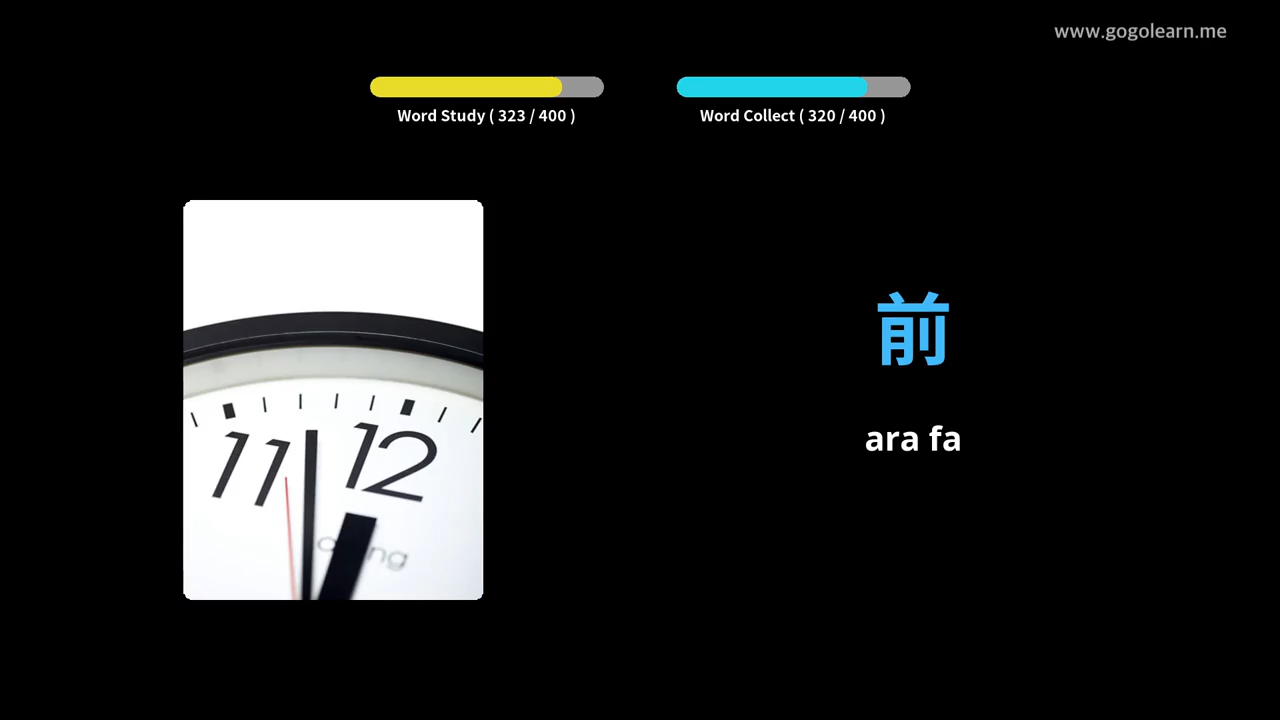 www.gogolearn.me
Word Study ( 323 / 400 )
Word Collect ( 320 / 400 )
前
ara fa
11
12